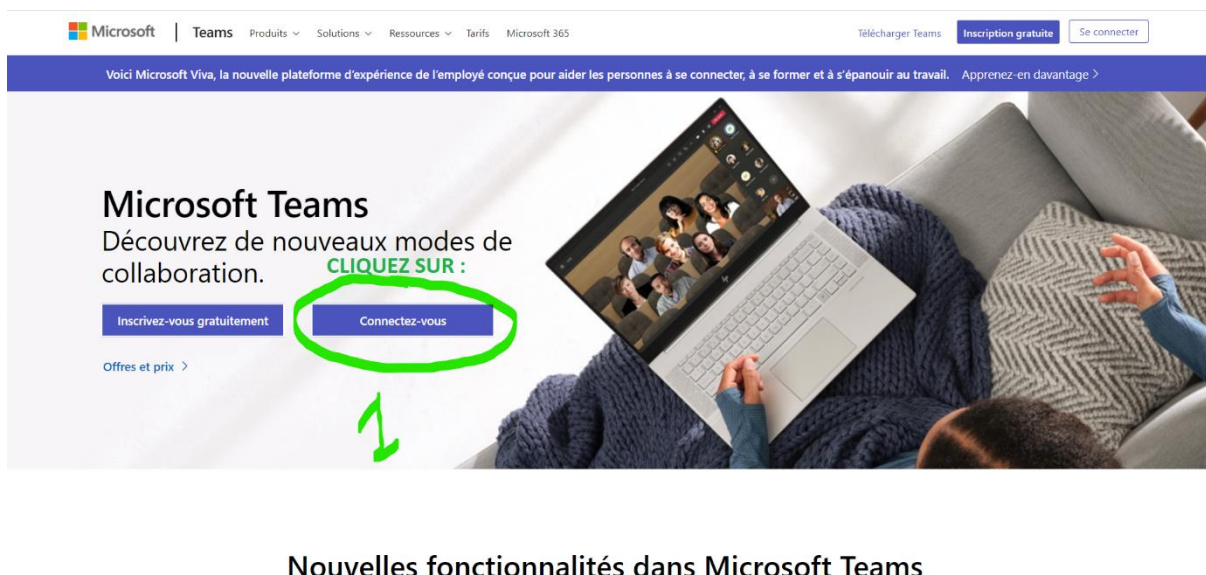 Microsoft | Teams Produits Solutions Ressources Tarifs Microsoft 365 Télécharger Teams Inscription gratuite Se connecter
Voici Microsoft Viva, la nouvelle plateforme d'expérience de l'employé conçue pour aider les personnes à se connecter, à se former et à s'épanouir au travail. Apprenez-en davantage >
Microsoft Teams
Découvrez de nouveaux modes de
collaboration.
CLIQUEZ SUR :
Inscrivez-vous gratuitement Connectez-vous
Offres et prix >
1
Nouvelles fonctionnalités dans Microsoft Teams